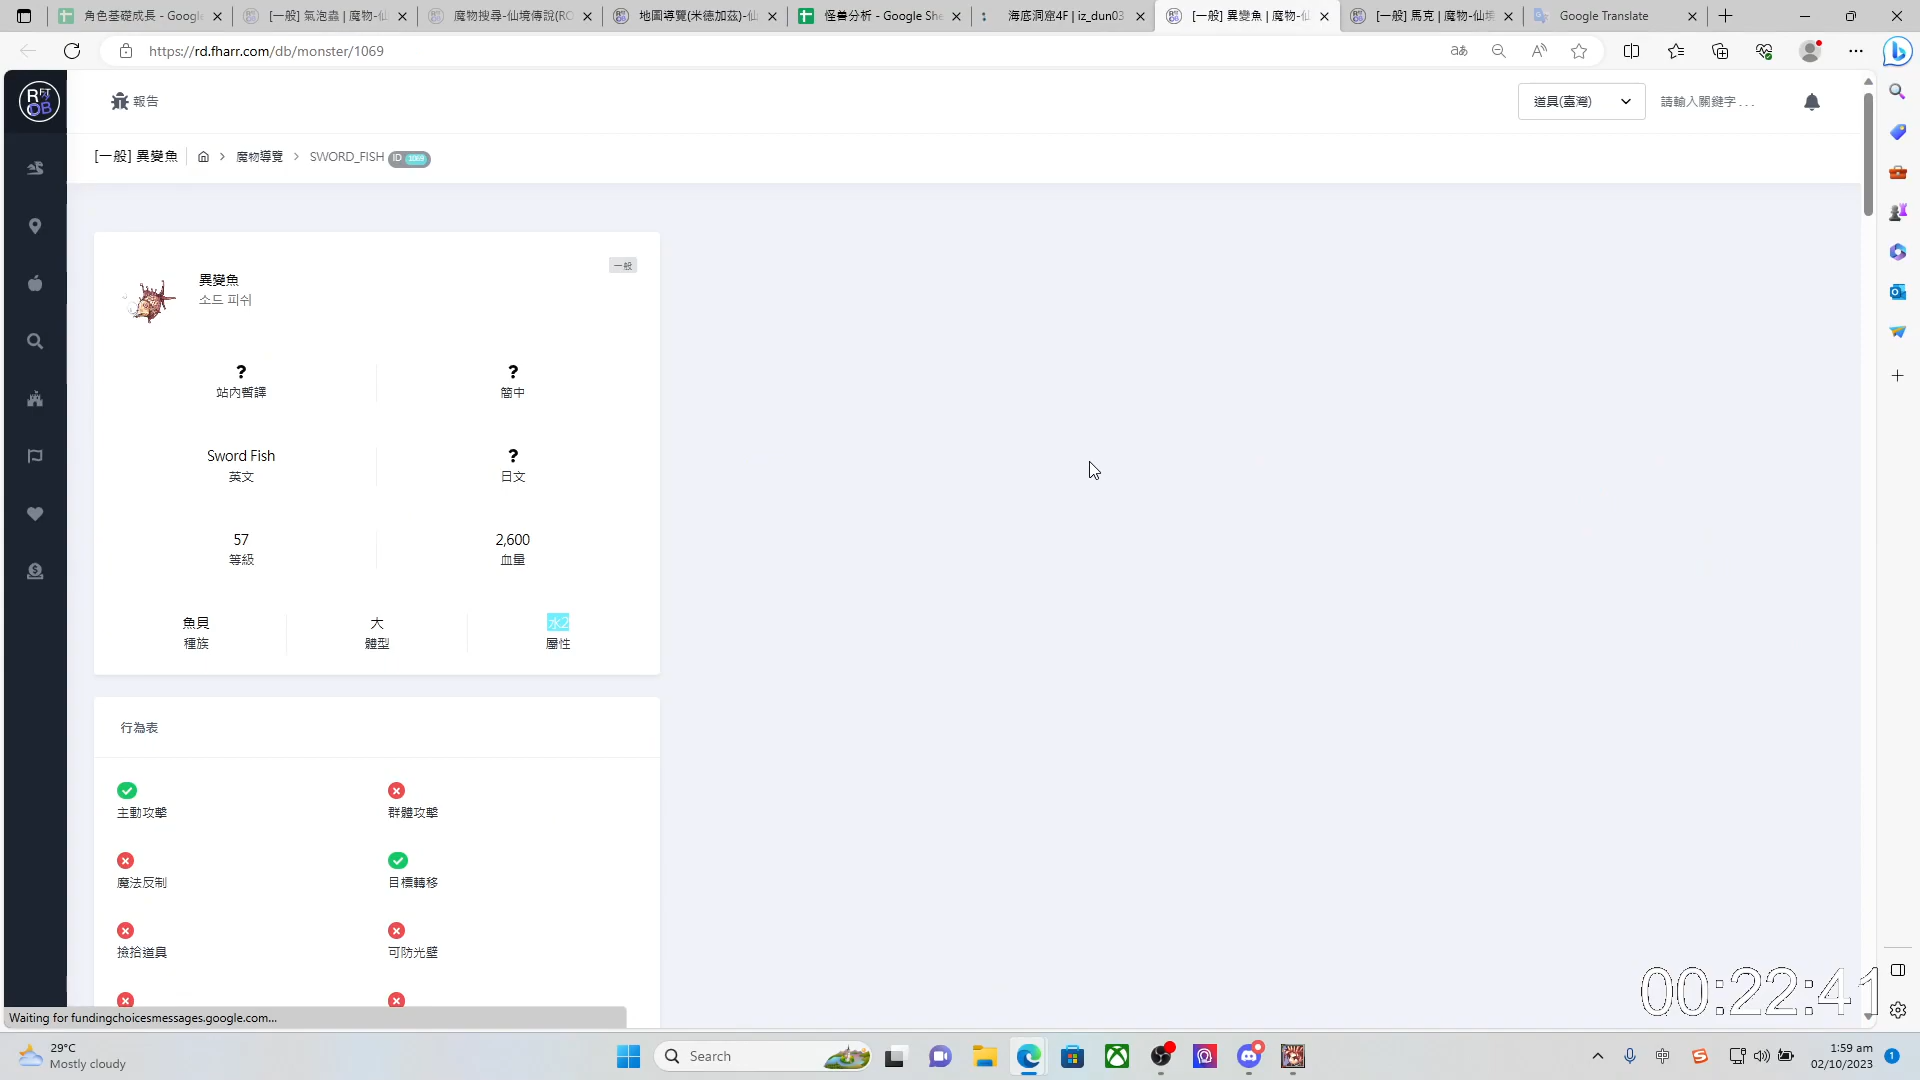 角色基礎成長 - Google
[一般] 氣泡蟲 | 魔物-仙
魔物搜尋-仙境傳說(RO
地圖導覽(米德加茲)-仙
怪兽分析 - Google She
海底洞窟4F | iz_dun03
[一般] 異變魚 | 魔物-仙
[一般] 馬克 | 魔物-仙境
Google Translate
https://rd.fharr.com/db/monster/1069
報告
道具(臺灣)
請輸入關鍵字 . . .
[一般] 異變魚
魔物導覽
SWORD_FISH
ID 1069
異變魚
一般
소드 피쉬
?
站內暫譯
?
簡中
Sword Fish
英文
?
日文
57
等級
2,600
血量
魚貝
種族
大
體型
水2
屬性
行為表
主動攻擊
群體攻擊
魔法反制
目標轉移
撿拾道具
可防光壁
00:22:41
Waiting for fundingchoicesmessages.google.com...
29°C
Mostly cloudy
Search
中
1:59 am
02/10/2023
1